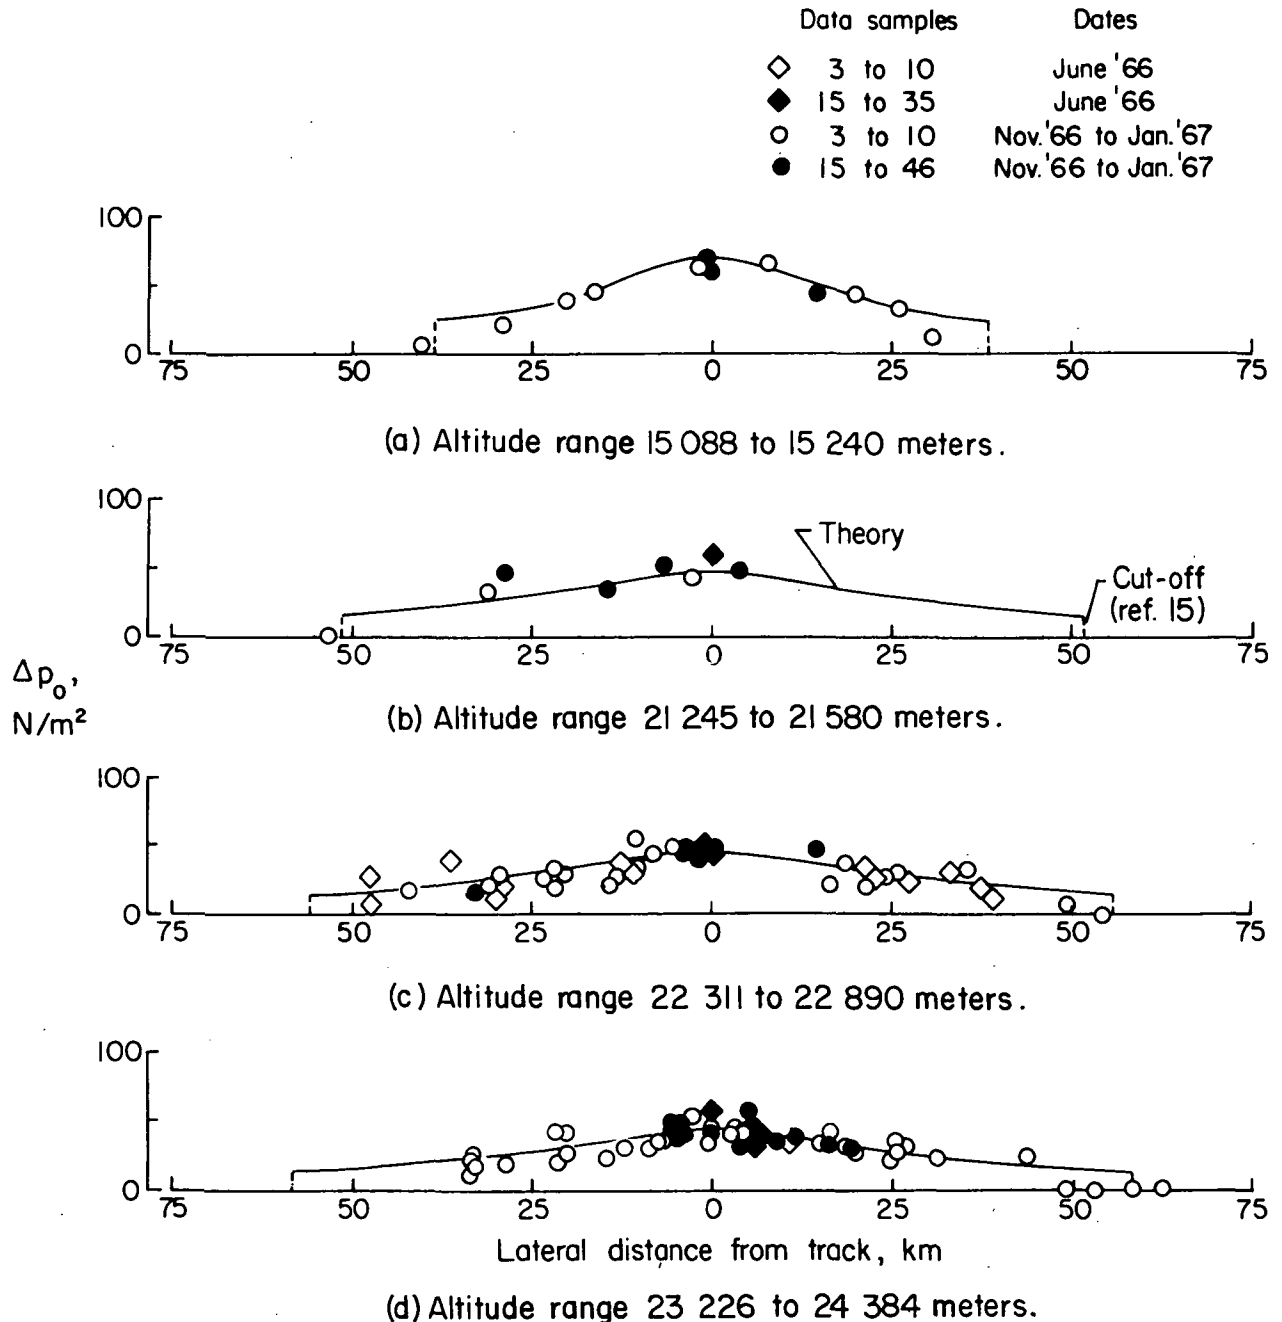 Data samples Dates
3 to 10 June '66
15 to 35 June '66
3 to 10 Nov. '66 to Jan. '67
15 to 46 Nov. '66 to Jan. '67
100
0
75 50 25 0 25 50 75
(a) Altitude range 15 088 to 15 240 meters.
100
Theory
Cut-off
(ref. 15)
0
75 50 25 0 25 50 75
Δp₀,
N/m²
(b) Altitude range 21 245 to 21 580 meters.
100
0
75 50 25 0 25 50 75
(c) Altitude range 22 311 to 22 890 meters.
100
0
75 50 25 0 25 50 75
Lateral distance from track, km
(d) Altitude range 23 226 to 24 384 meters.